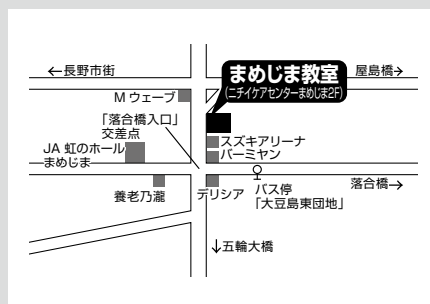 ←長野市街
屋島橋→
まめじま教室
(ニチイケアセンターまめじま2F)
M ウェーブ
「落合橋入口」
交差点
スズキアリーナ
バーミヤン
JA 虹のホール
まめじま
養老乃瀧
デリシア
バス停
「大豆島東団地」
落合橋→
↓五輪大橋